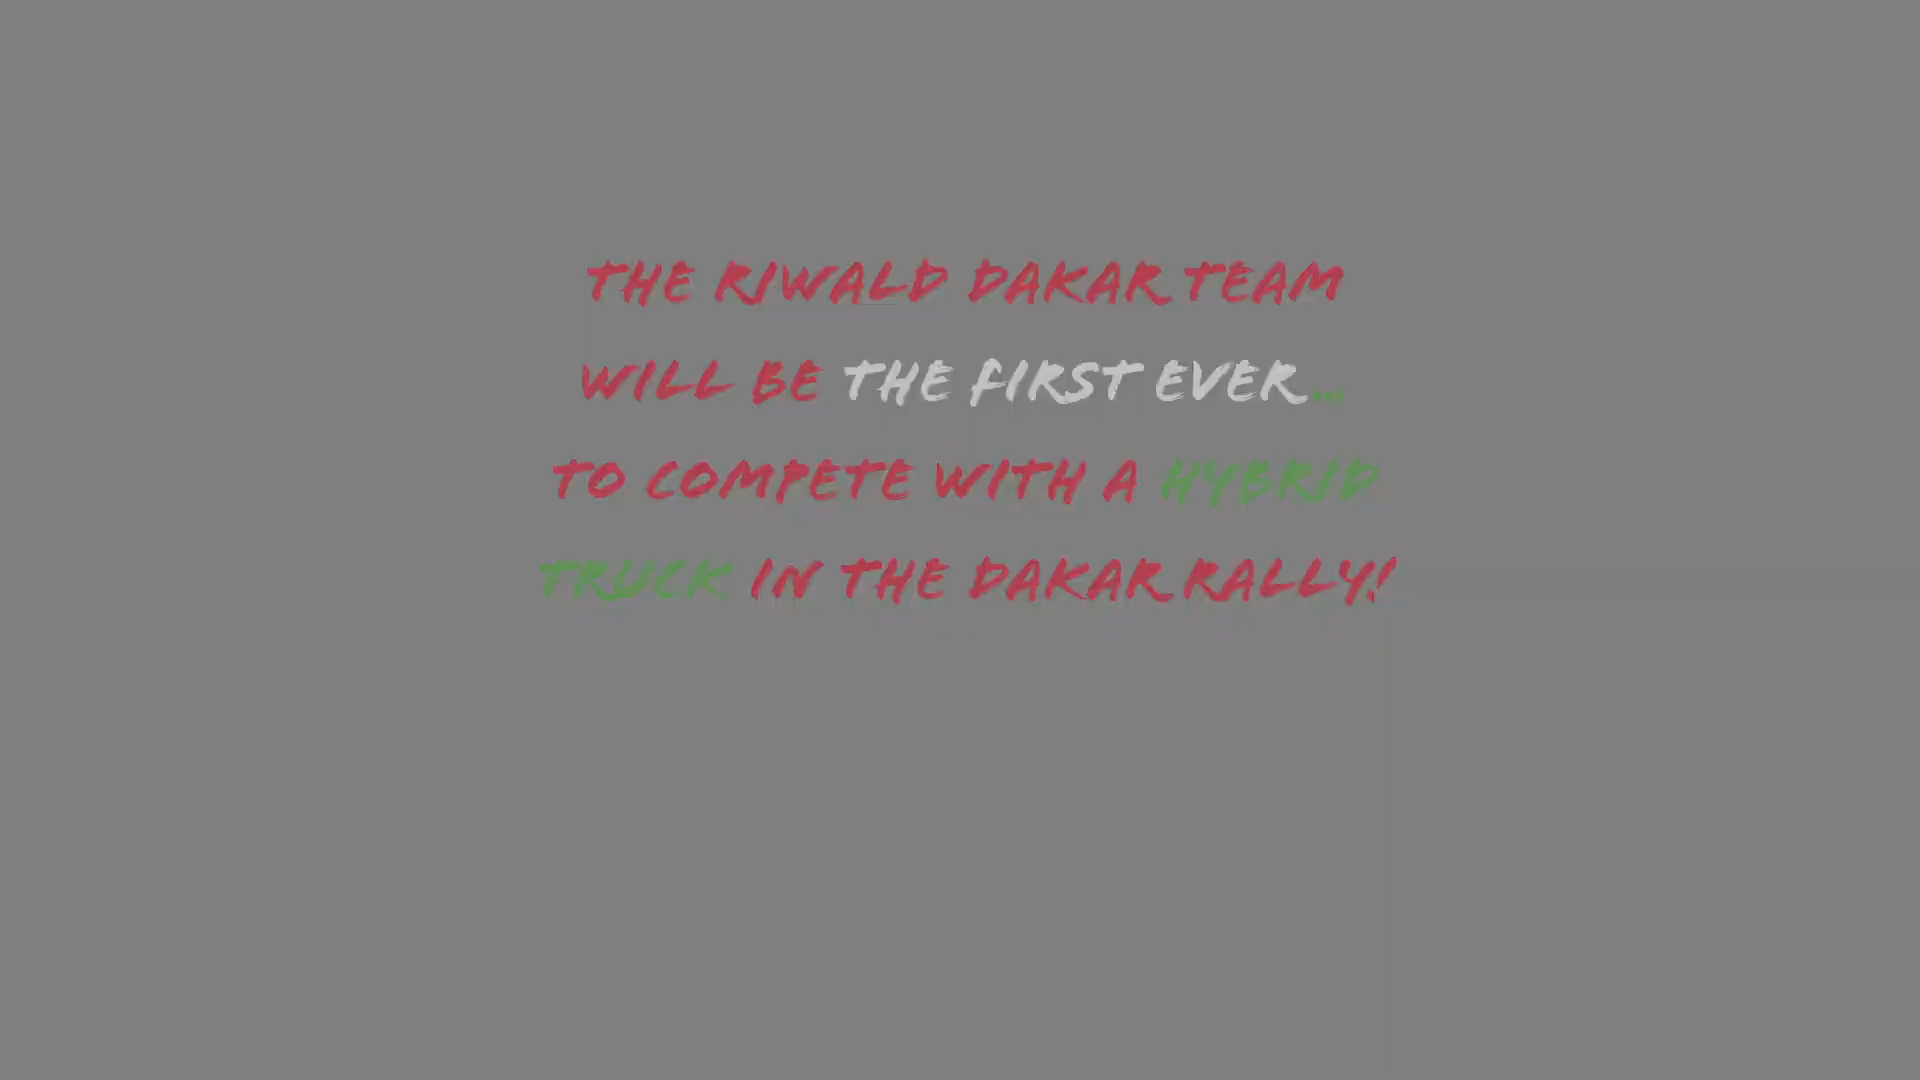 THE RIWALD DAKAR TEAM
WILL BE THE FIRST EVER...
TO COMPETE WITH A HYBRID
TRUCK IN THE DAKAR RALLY!